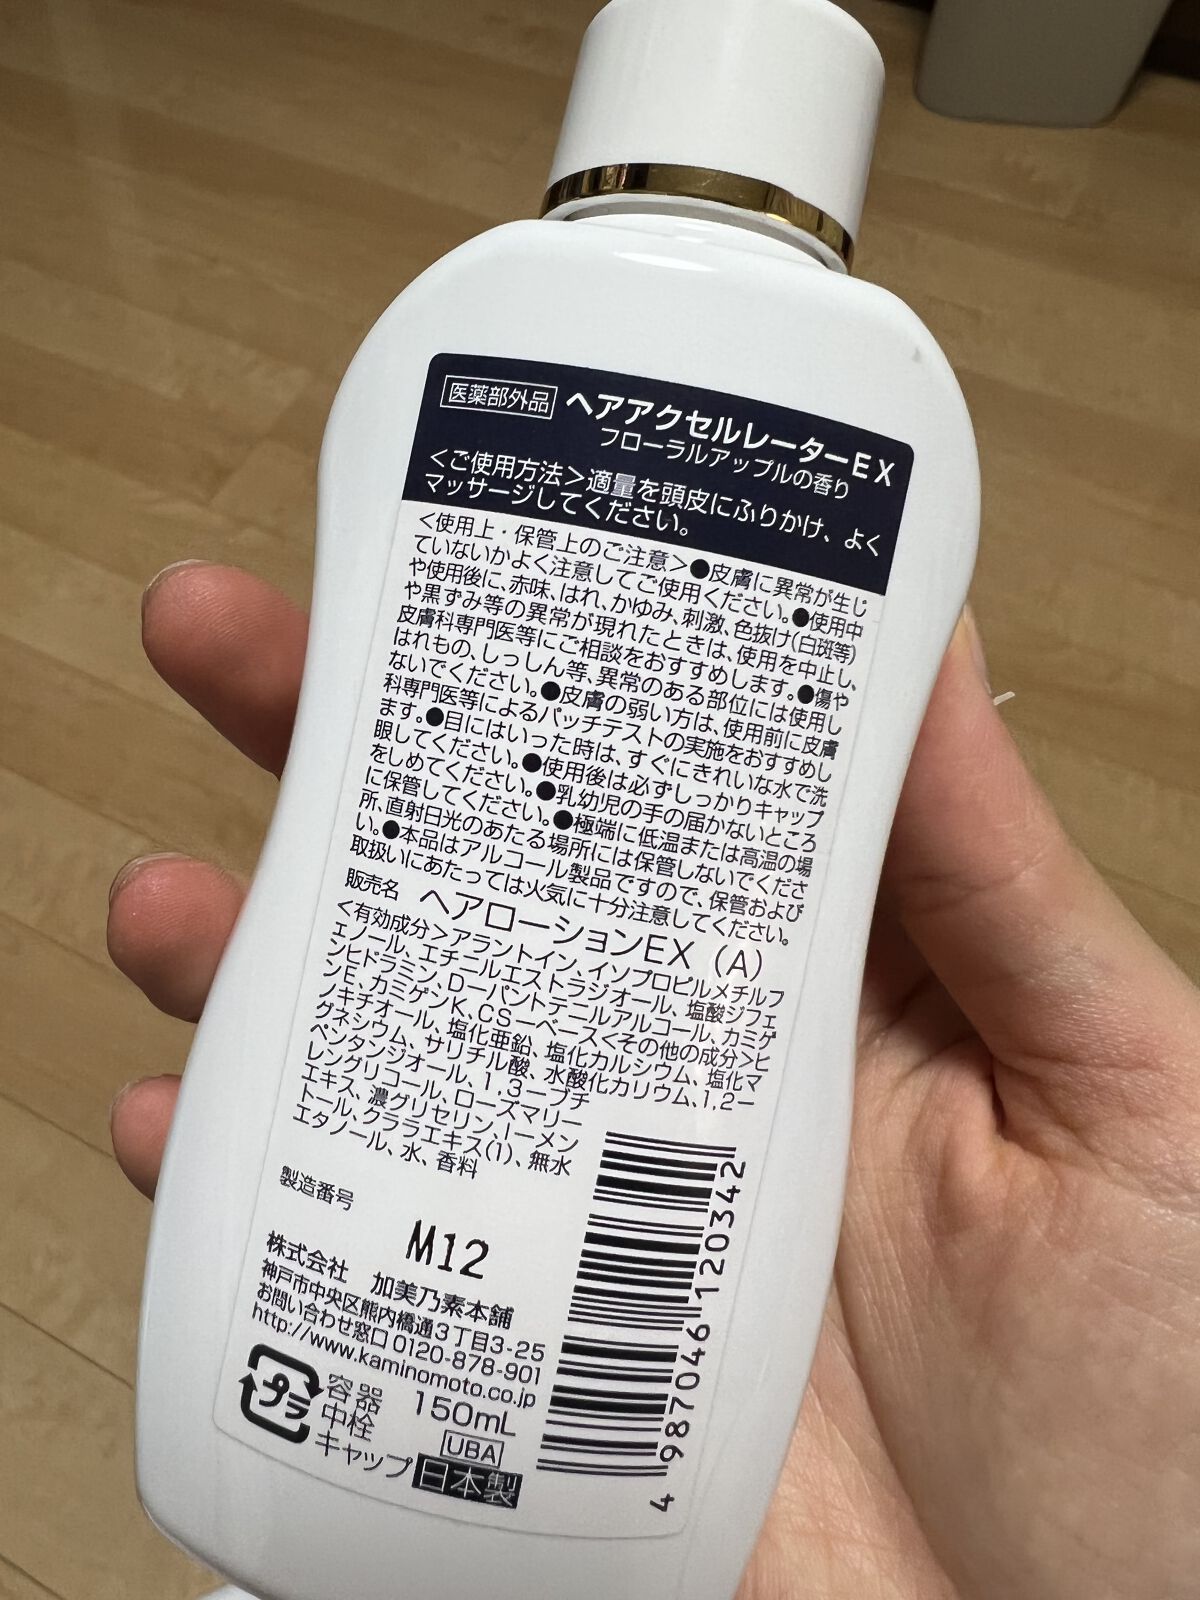 医薬部外品 ヘアアクセルレーターEX
フローラルアップルの香り
<ご使用方法>適量を頭皮にふりかけ、よく
マッサージしてください。
<使用上・保管上のご注意>●皮膚に異常が生じ
ていないかよく注意してご使用ください。●使用中
や使用後に、赤味、はれ、かゆみ、刺激、色抜け(白斑等)
や黒ずみ等の異常が現れたときは、使用を中止し、
皮膚科専門医等にご相談をおすすめします。●傷や
はれもの、しっしん等、異常のある部位には使用し
ないでください。●皮膚の弱い方は、使用前に皮膚
科専門医等によるパッチテストの実施をおすすめし
ます。●目にはいった時は、すぐにきれいな水で洗
眼してください。●使用後は必ずしっかりキャップ
をしめてください。●乳幼児の手の届かないところ
に保管してください。●極端に低温または高温の場
所、直射日光のあたる場所には保管しないでくださ
い。●本品はアルコール製品ですので、保管および
取扱いにあたっては火気に十分注意してください。
販売名 ヘアローションEX (A)
<有効成分>アラントイン、イソプロピルメチルフ
ェノール、エチニルエストラジオール、塩酸ジフェ
ンヒドラミン、D-パントテニルアルコール、カミゲ
ンE、カミゲンK、CS-ベース<その他の成分>ヒ
ノキチオール、塩化亜鉛、塩化カルシウム、塩化マ
グネシウム、サリチル酸、水酸化カリウム、1,2-
ペンタンジオール、1,3-ブチ
レングリコール、ローズマリー
エキス、濃グリセリン、l-メン
トール、クララエキス(1)、無水
エタノール、水、香料
製造番号
M12
株式会社 加美乃素本舗
神戸市中央区熊内橋通3丁目3-25
お問い合わせ窓口 0120-878-901
http://www.kaminomoto.co.jp
プラ
容器
中栓
キャップ
150mL
UBA
日本製
4 987046 120342